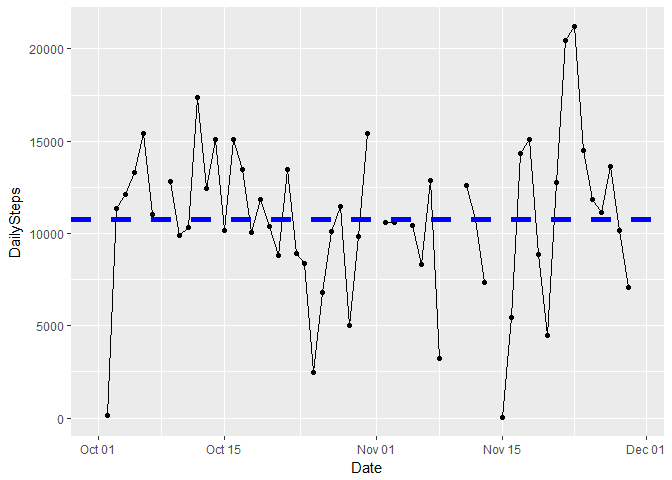 20000
15000
10000
5000
0
DailySteps
Oct 01
Oct 15
Nov 01
Nov 15
Dec 01
Date